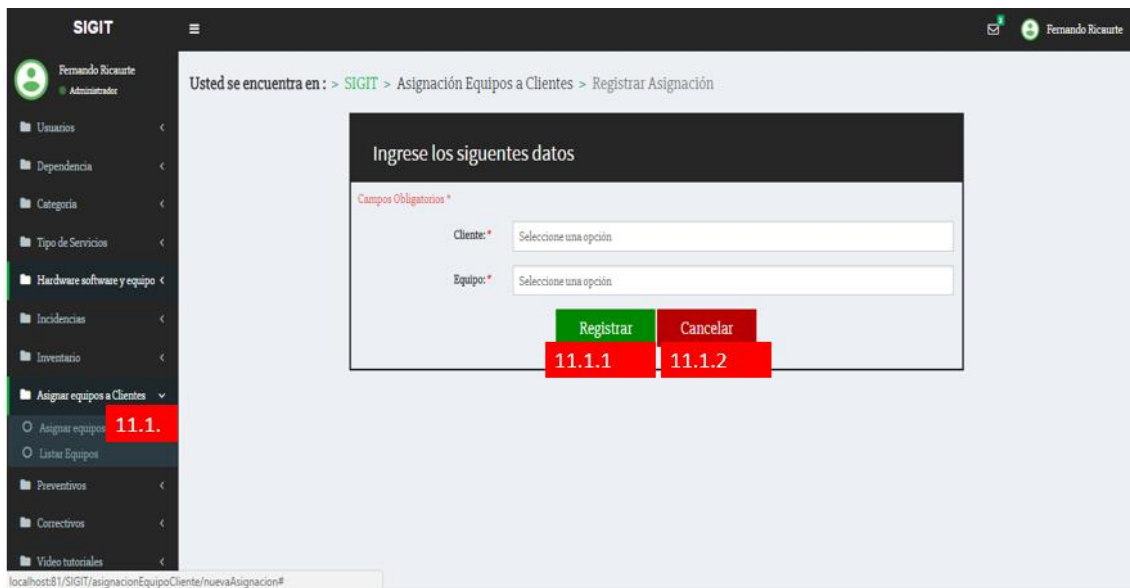 SIGIT
3
Fernando Ricaurte
Fernando Ricaurte
Administrador
Usuarios
Dependencia
Categoría
Tipo de Servicios
Hardware software y equipo
Incidencias
Inventario
Asignar equipos a Clientes
Asignar equipos 11.1.
Listar Equipos
Preventivos
Correctivos
Video tutoriales
Usted se encuentra en : > SIGIT > Asignación Equipos a Clientes > Registrar Asignación
Ingrese los siguentes datos
Campos Obligatorios *
Cliente: * Seleccione una opción
Equipo: * Seleccione una opción
Registrar Cancelar
11.1.1 11.1.2
localhost:81/SIGIT/asignacionEquipoCliente/nuevaAsignacion#